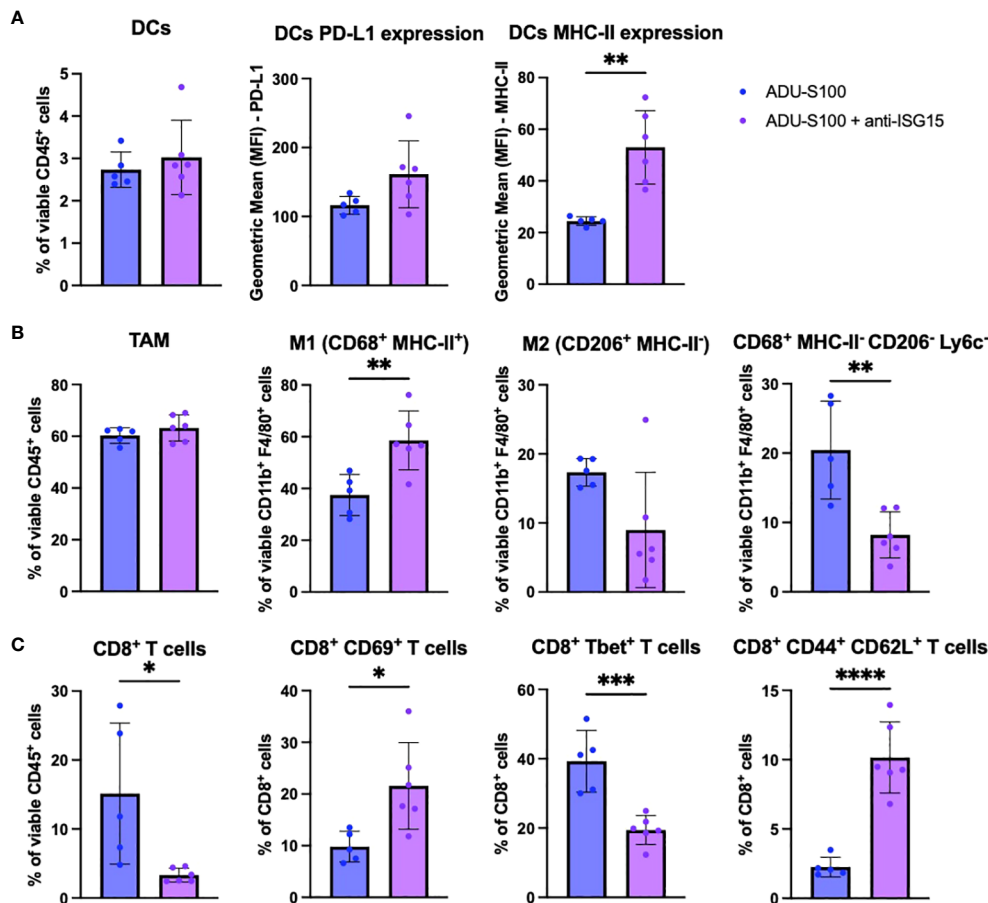 A
DCs
DCs PD-L1 expression
DCs MHC-II expression
% of viable CD45⁺ cells
5
4
3
2
1
0
Geometric Mean (MFI) - PD-L1
300
200
100
0
Geometric Mean (MFI) - MHC-II
80
60
40
20
0
**
ADU-S100
ADU-S100 + anti-ISG15
B
TAM
M1 (CD68⁺ MHC-II⁺)
M2 (CD206⁺ MHC-II⁻)
CD68⁺ MHC-II⁻ CD206⁻ Ly6c⁻
% of viable CD45⁺ cells
80
60
40
20
0
% of viable CD11b⁺ F4/80⁺ cells
80
60
40
20
0
**
% of viable CD11b⁺ F4/80⁺ cells
30
20
10
0
% of viable CD11b⁺ F4/80⁺ cells
30
20
10
0
**
C
CD8⁺ T cells
CD8⁺ CD69⁺ T cells
CD8⁺ Tbet⁺ T cells
CD8⁺ CD44⁺ CD62L⁺ T cells
% of viable CD45⁺ cells
30
20
10
0
*
% of CD8⁺ cells
40
30
20
10
0
*
% of CD8⁺ cells
60
40
20
0
***
% of CD8⁺ cells
15
10
5
0
****